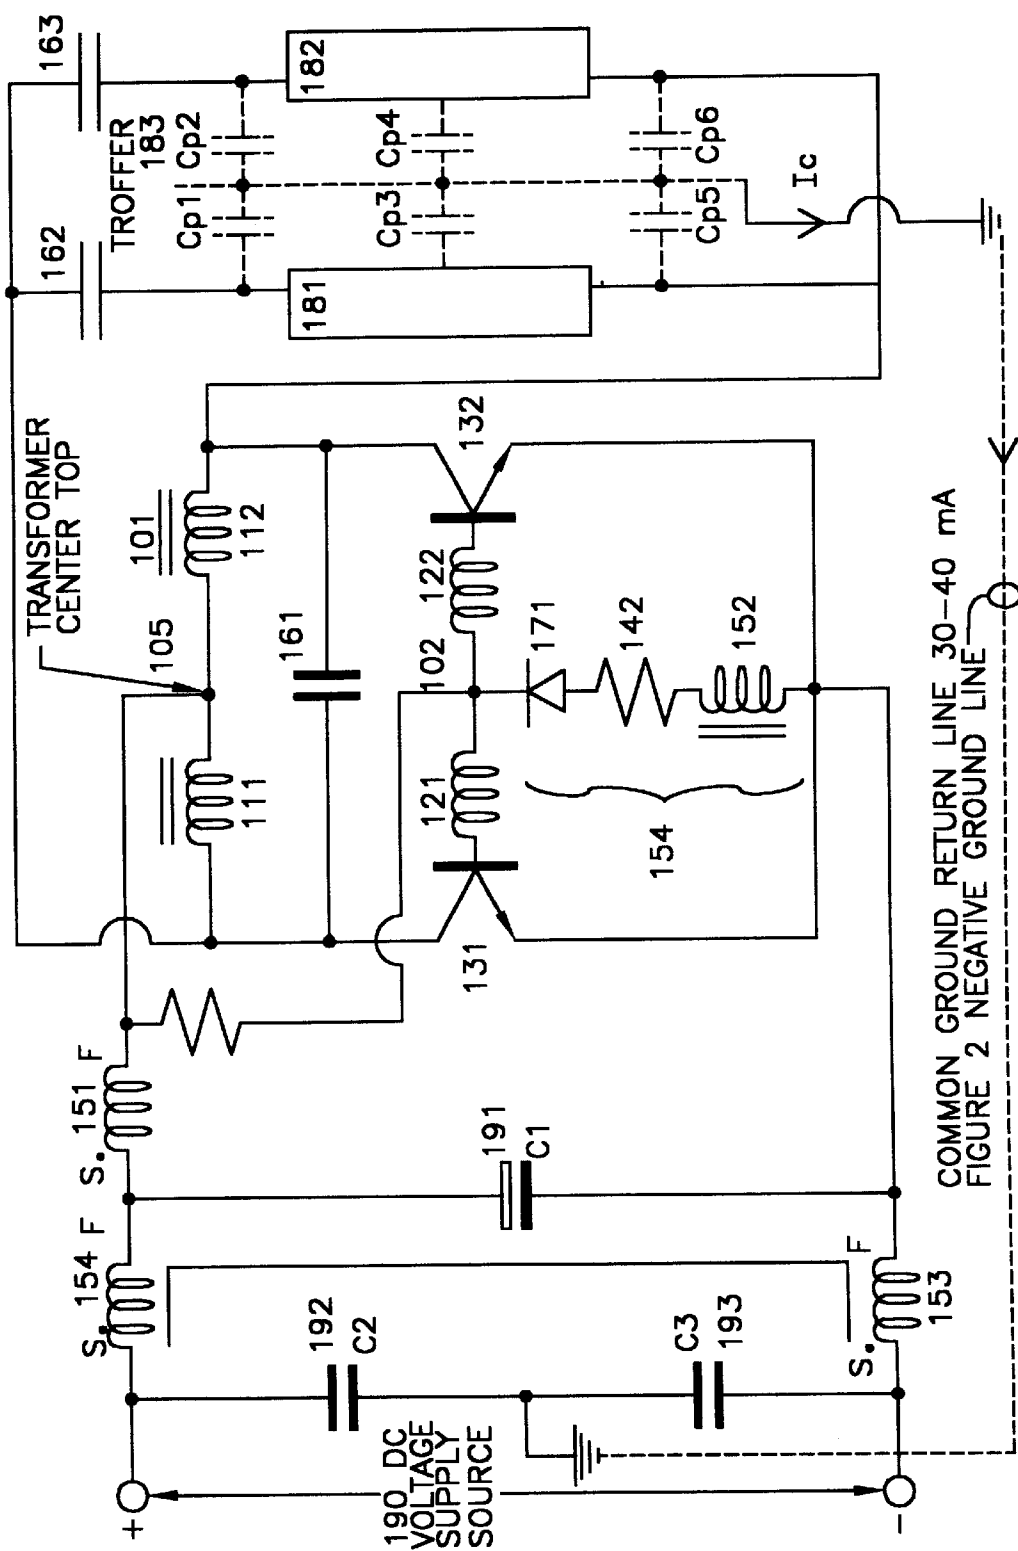 TRANSFORMER
CENTER TOP
163
162
TROFFER
183
Cp1
Cp2
182
181
Cp3
Cp4
Cp5
Cp6
Ic
101
112
105
111
161
132
122
102
121
131
171
142
152
154
S.
154 F
S.
151 F
191
C1
192
C2
C3
193
S.
F
153
+
-
190 DC
VOLTAGE
SUPPLY
SOURCE
COMMON GROUND RETURN LINE 30-40 mA
FIGURE 2 NEGATIVE GROUND LINE